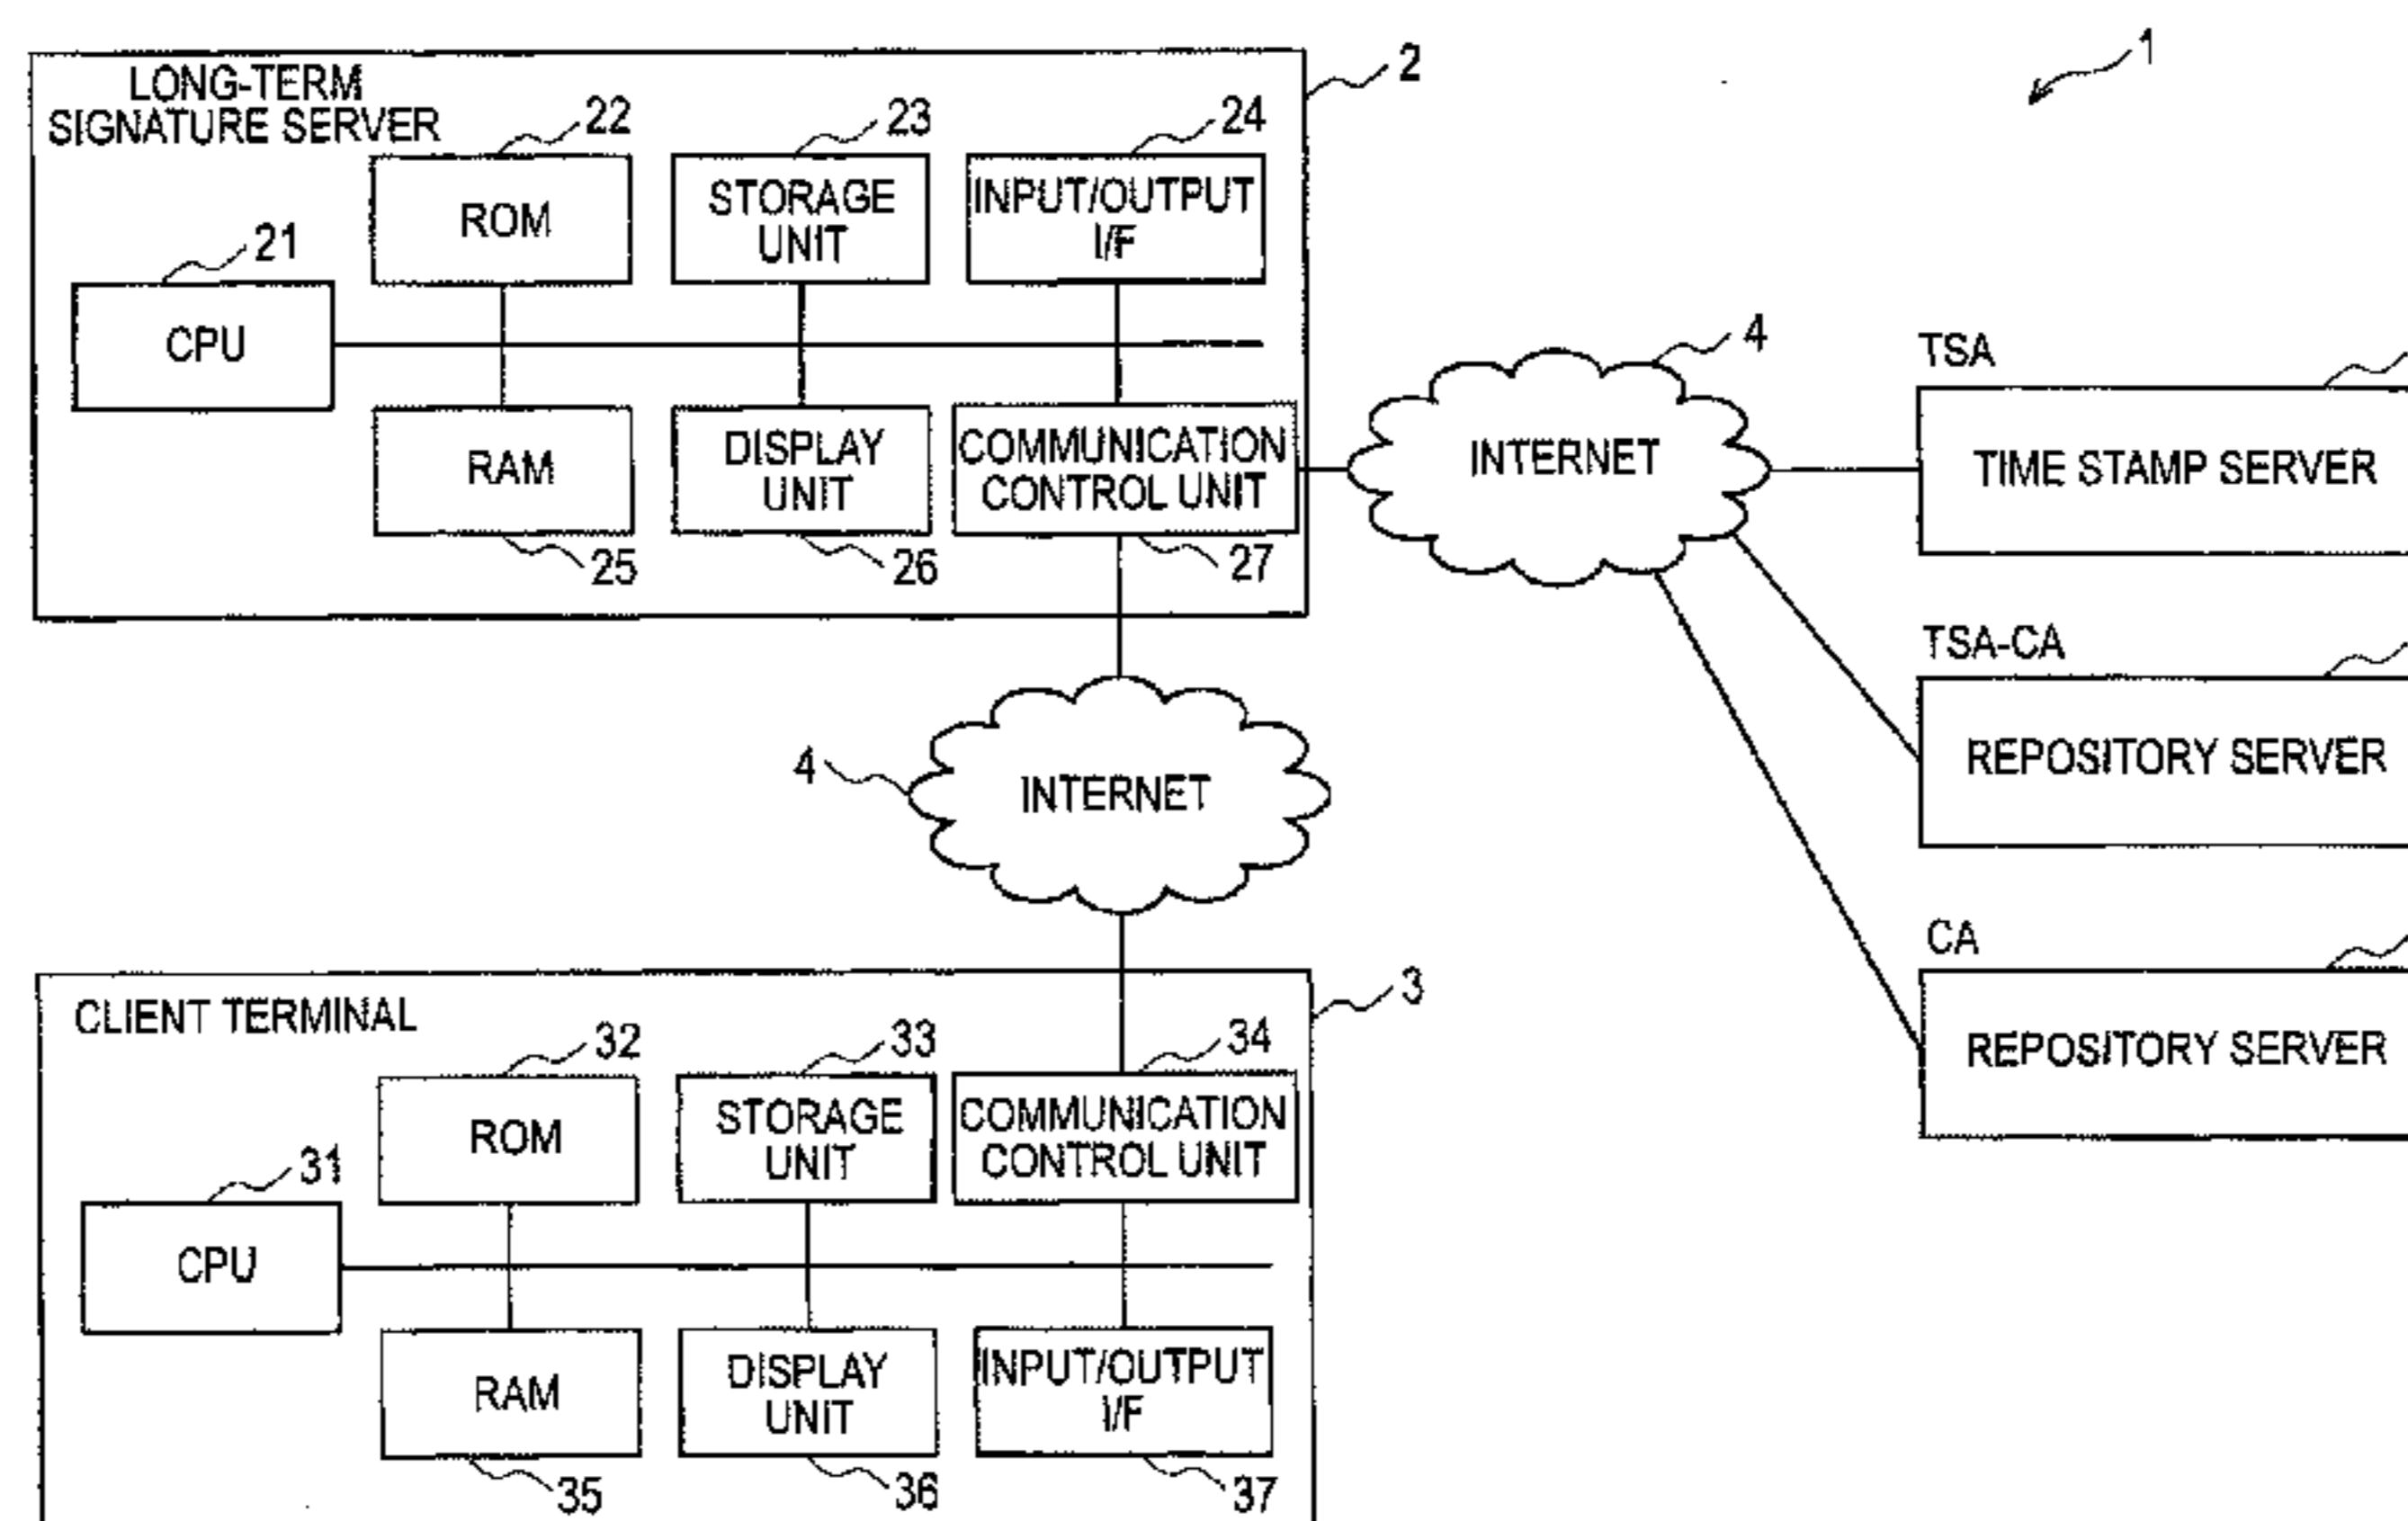 1
2
LONG-TERM
SIGNATURE SERVER
22
23
24
ROM
STORAGE
UNIT
INPUT/OUTPUT
I/F
21
CPU
RAM
DISPLAY
UNIT
COMMUNICATION
CONTROL UNIT
25
26
27
4
INTERNET
TSA
TIME STAMP SERVER
TSA-CA
REPOSITORY SERVER
CA
REPOSITORY SERVER
4
INTERNET
3
CLIENT TERMINAL
32
33
34
ROM
STORAGE
UNIT
COMMUNICATION
CONTROL UNIT
31
CPU
RAM
DISPLAY
UNIT
INPUT/OUTPUT
I/F
35
36
37